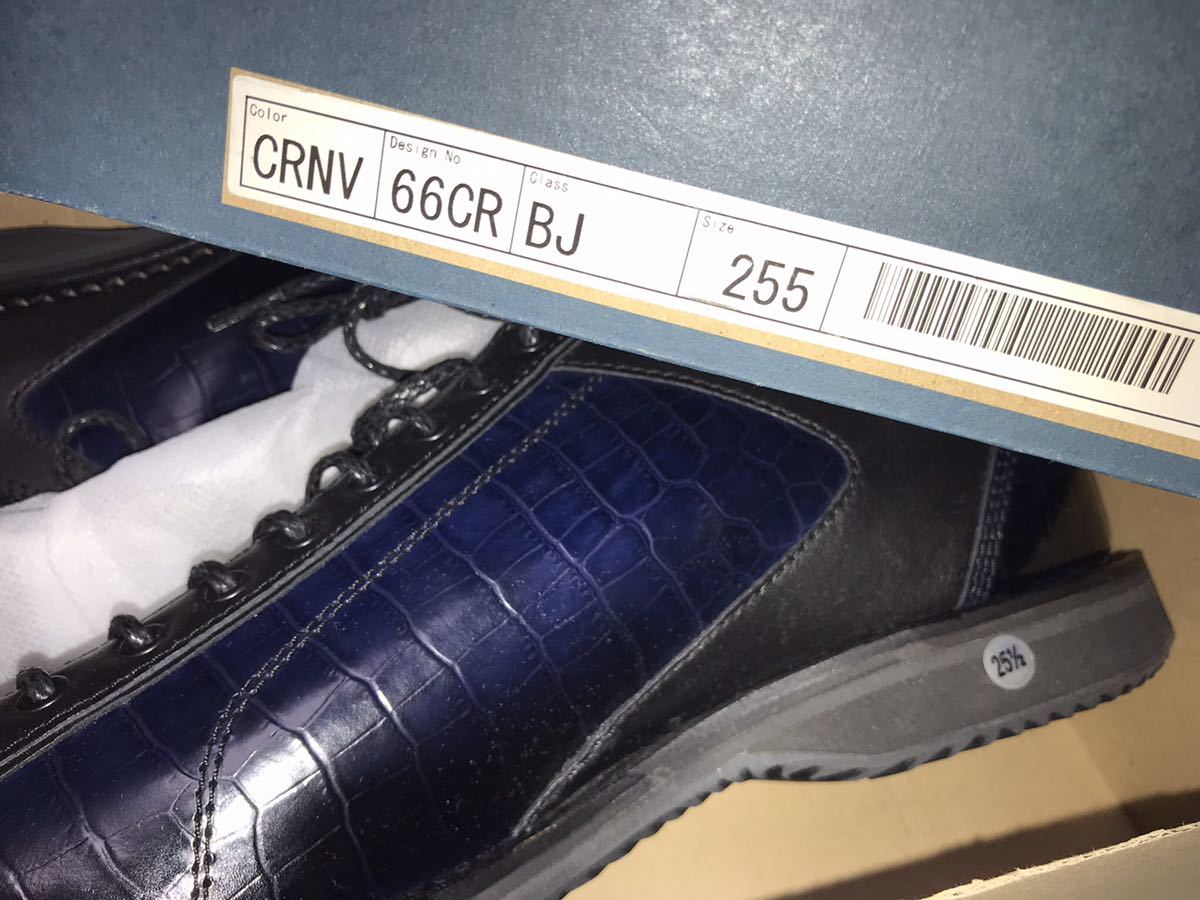 Color
CRNV
Design No
66CR
Class
BJ
Size
255
25½